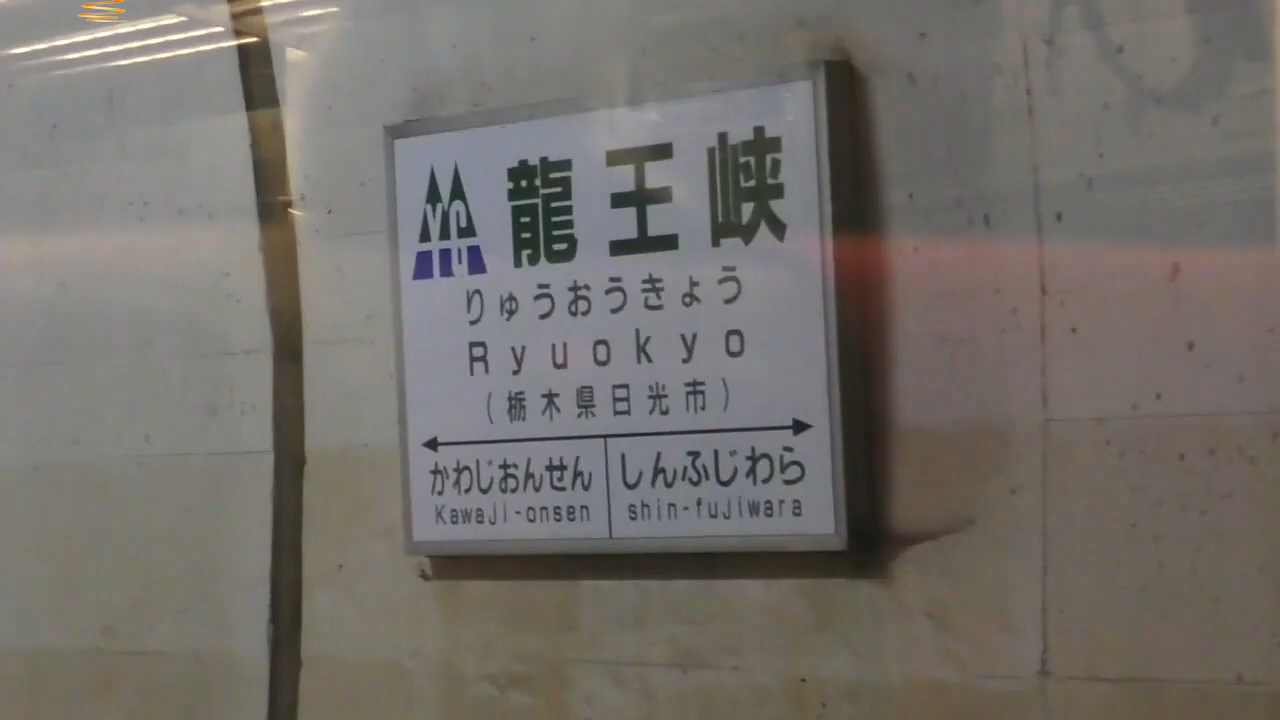 龍王峡
りゅうおうきょう
Ryuokyo
(栃木県日光市)
かわじおんせん しんふじわら
Kawaji-onsen shin-fujiwara